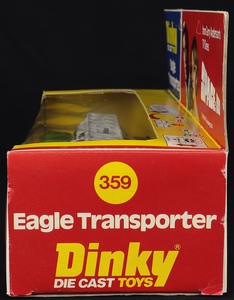 359
Eagle Transporter
Dinky®
DIE CAST TOYS